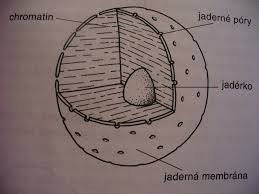 chromatin
jaderné póry
jadérko
jaderná membrána